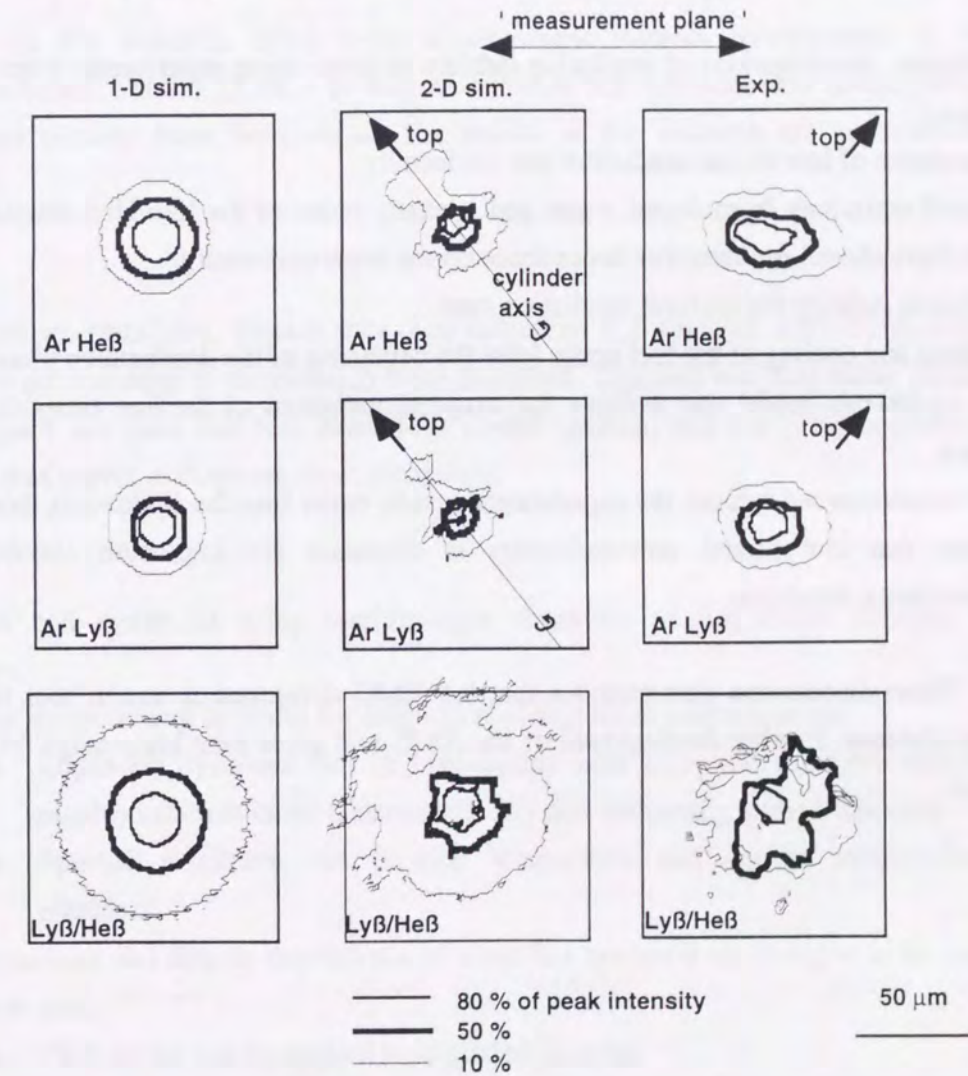 ' measurement plane '
1-D sim.
2-D sim.
Exp.
top
top
cylinder
axis
Ar Heß
Ar Heß
Ar Heß
top
top
Ar Lyß
Ar Lyß
Ar Lyß
Lyß/Heß
Lyß/Heß
Lyß/Heß
80 % of peak intensity
50 μm
50 %
10 %